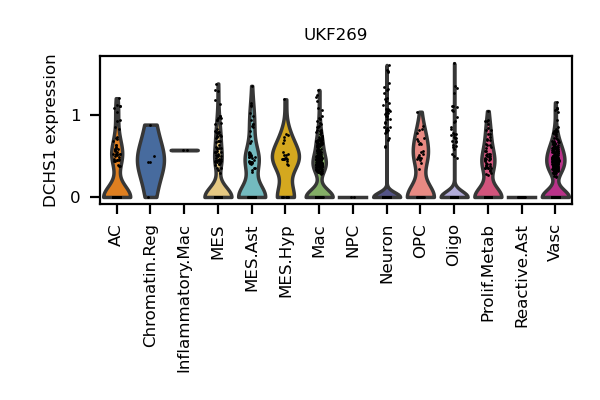 UKF269
DCHS1 expression
1
0
AC
Chromatin.Reg
Inflammatory.Mac
MES
MES.Ast
MES.Hyp
Mac
NPC
Neuron
OPC
Oligo
Prolif.Metab
Reactive.Ast
Vasc